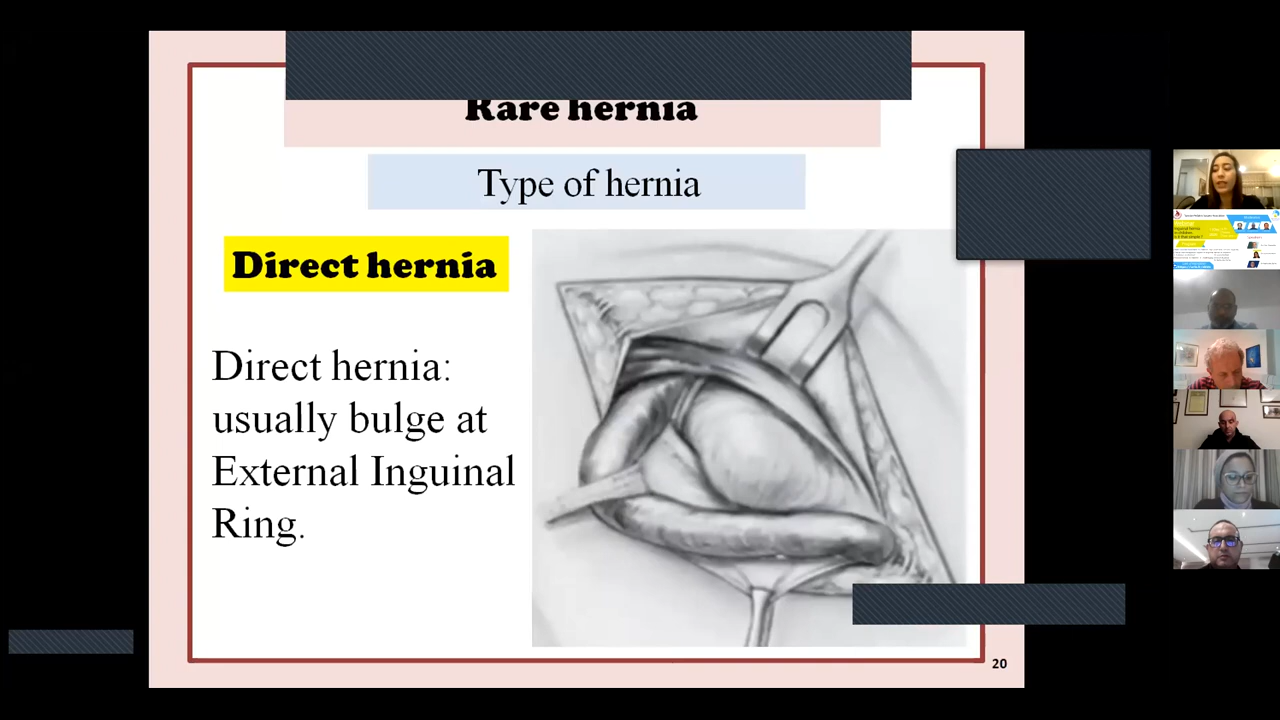 Rare hernia
Type of hernia
Direct hernia
Direct hernia:
usually bulge at
External Inguinal
Ring.
20